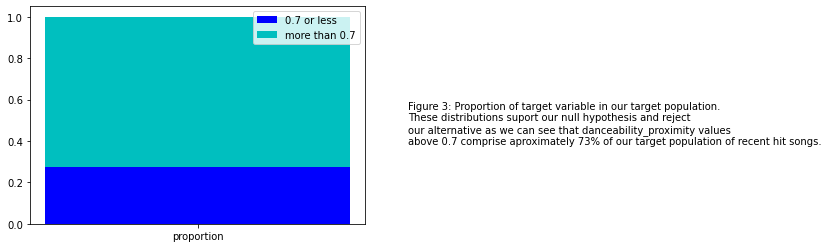 1.0
0.8
0.6
0.4
0.2
0.0
0.7 or less
more than 0.7
proportion
Figure 3: Proportion of target variable in our target population.
These distributions suport our null hypothesis and reject
our alternative as we can see that danceability_proximity values
above 0.7 comprise aproximately 73% of our target population of recent hit songs.